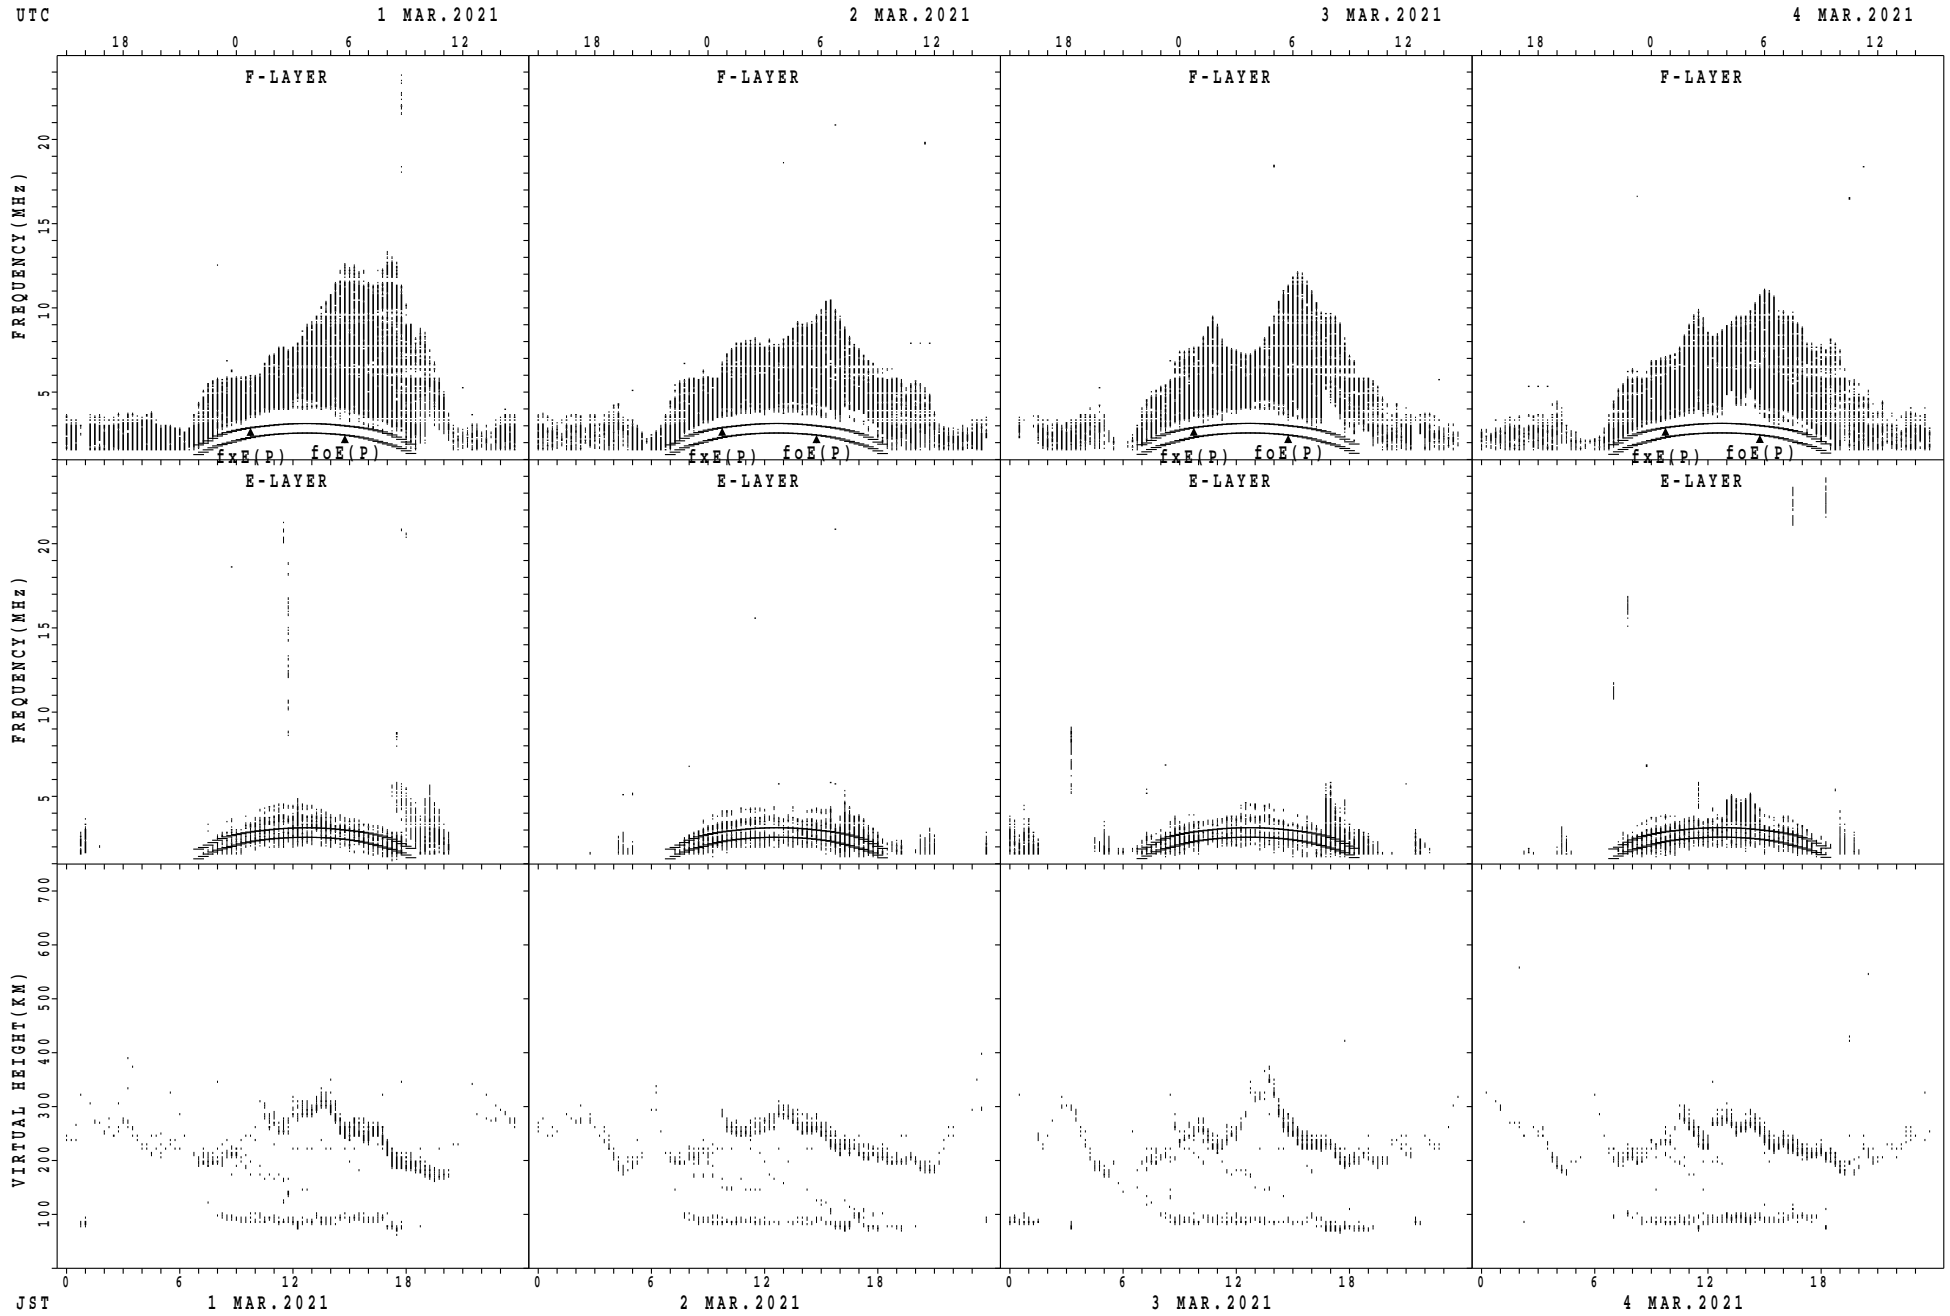 UTC 1 MAR.2021 2 MAR.2021 3 MAR.2021 4 MAR.2021
18 0 6 12 18 0 6 12 18 0 6 12 18 0 6 12
F-LAYER F-LAYER F-LAYER F-LAYER
FREQUENCY(MHz)
20
15
10
5
fxE(P) foE(P) fxE(P) foE(P) fxE(P) foE(P) fxE(P) foE(P)
E-LAYER E-LAYER E-LAYER E-LAYER
FREQUENCY(MHz)
20
15
10
5
VIRTUAL HEIGHT(KM)
700
600
500
400
300
200
100
0 6 12 18 0 6 12 18 0 6 12 18 0 6 12 18
JST 1 MAR.2021 2 MAR.2021 3 MAR.2021 4 MAR.2021